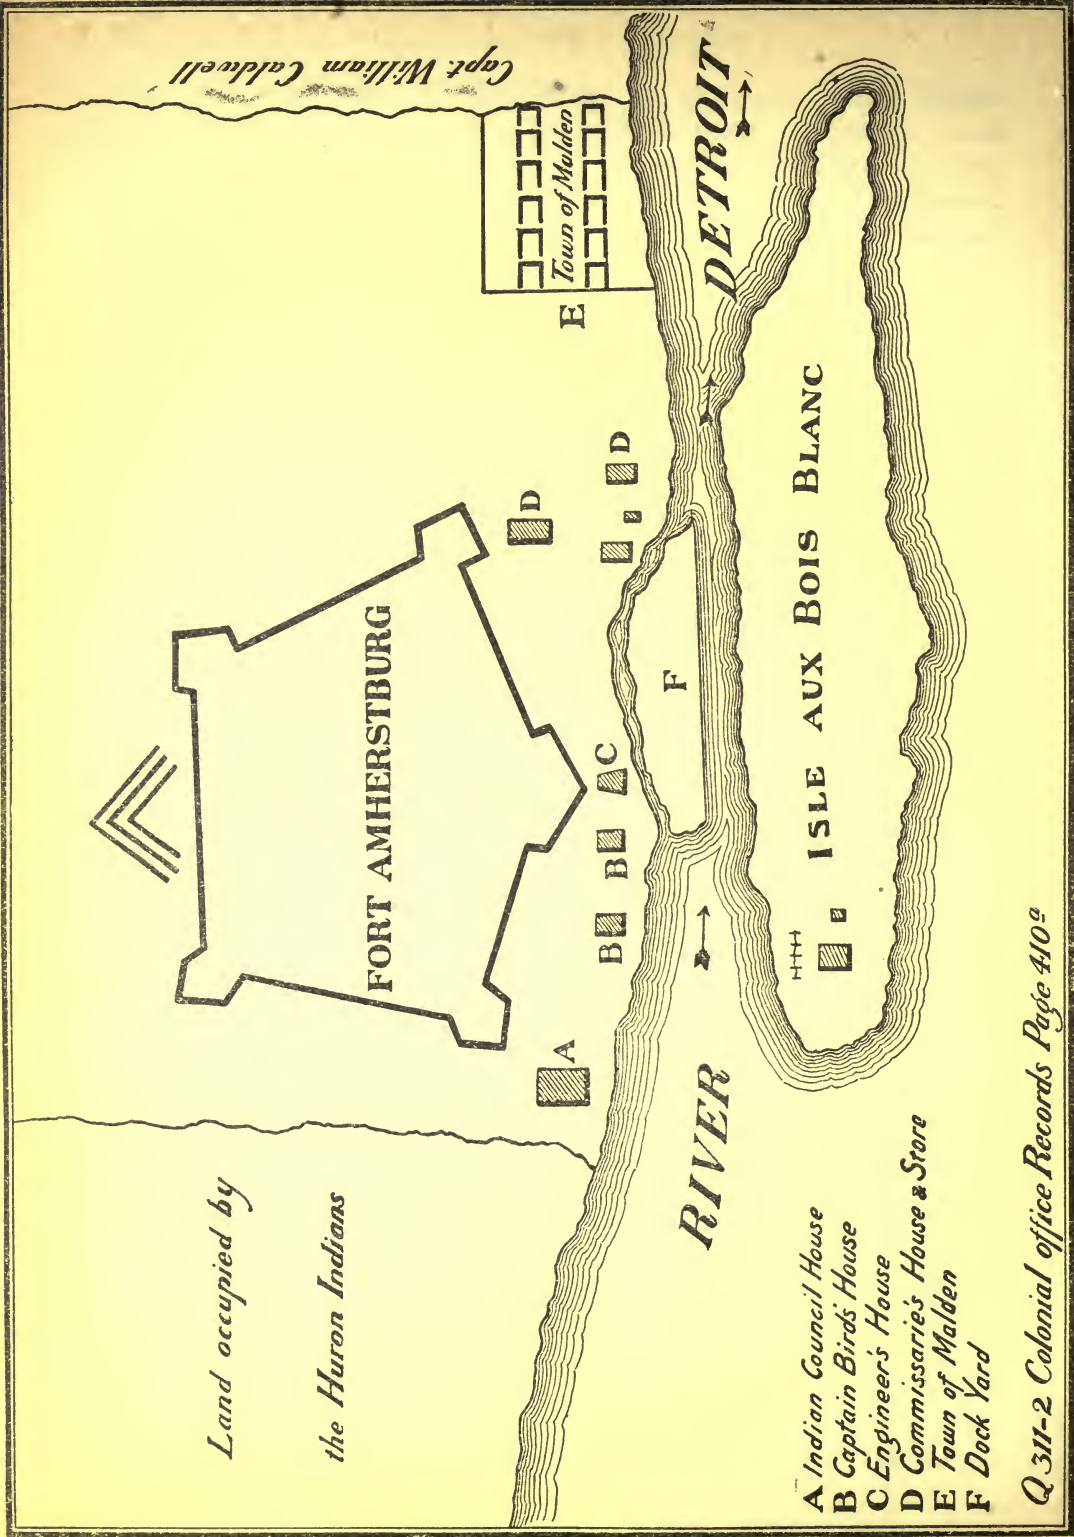 Land occupied by
the Huron Indians
Capt. William Caldwell
FORT AMHERSTBURG
Town of Malden
E
D
D
A
B
B
C
F
RIVER DETROIT
ISLE AUX BOIS BLANC
A Indian Council House
B Captain Bird's House
C Engineer's House
D Commissarie's House & Store
E Town of Malden
F Dock Yard
Q 311-2 Colonial office Records Page 410a